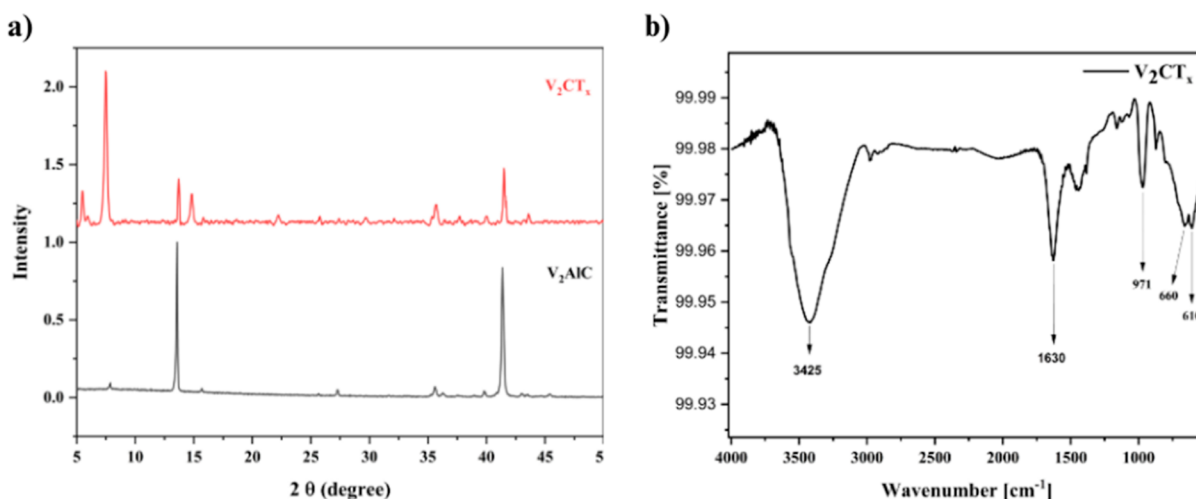 a)
V₂CTₓ
V₂AlC
2.0
1.5
1.0
0.5
0.0
Intensity
5 10 15 20 25 30 35 40 45 5
2 θ (degree)
b)
V₂CTₓ
99.99
99.98
99.97
99.96
99.95
99.94
99.93
Transmittance [%]
3425
1630
971
660
610
4000 3500 3000 2500 2000 1500 1000
Wavenumber [cm⁻¹]